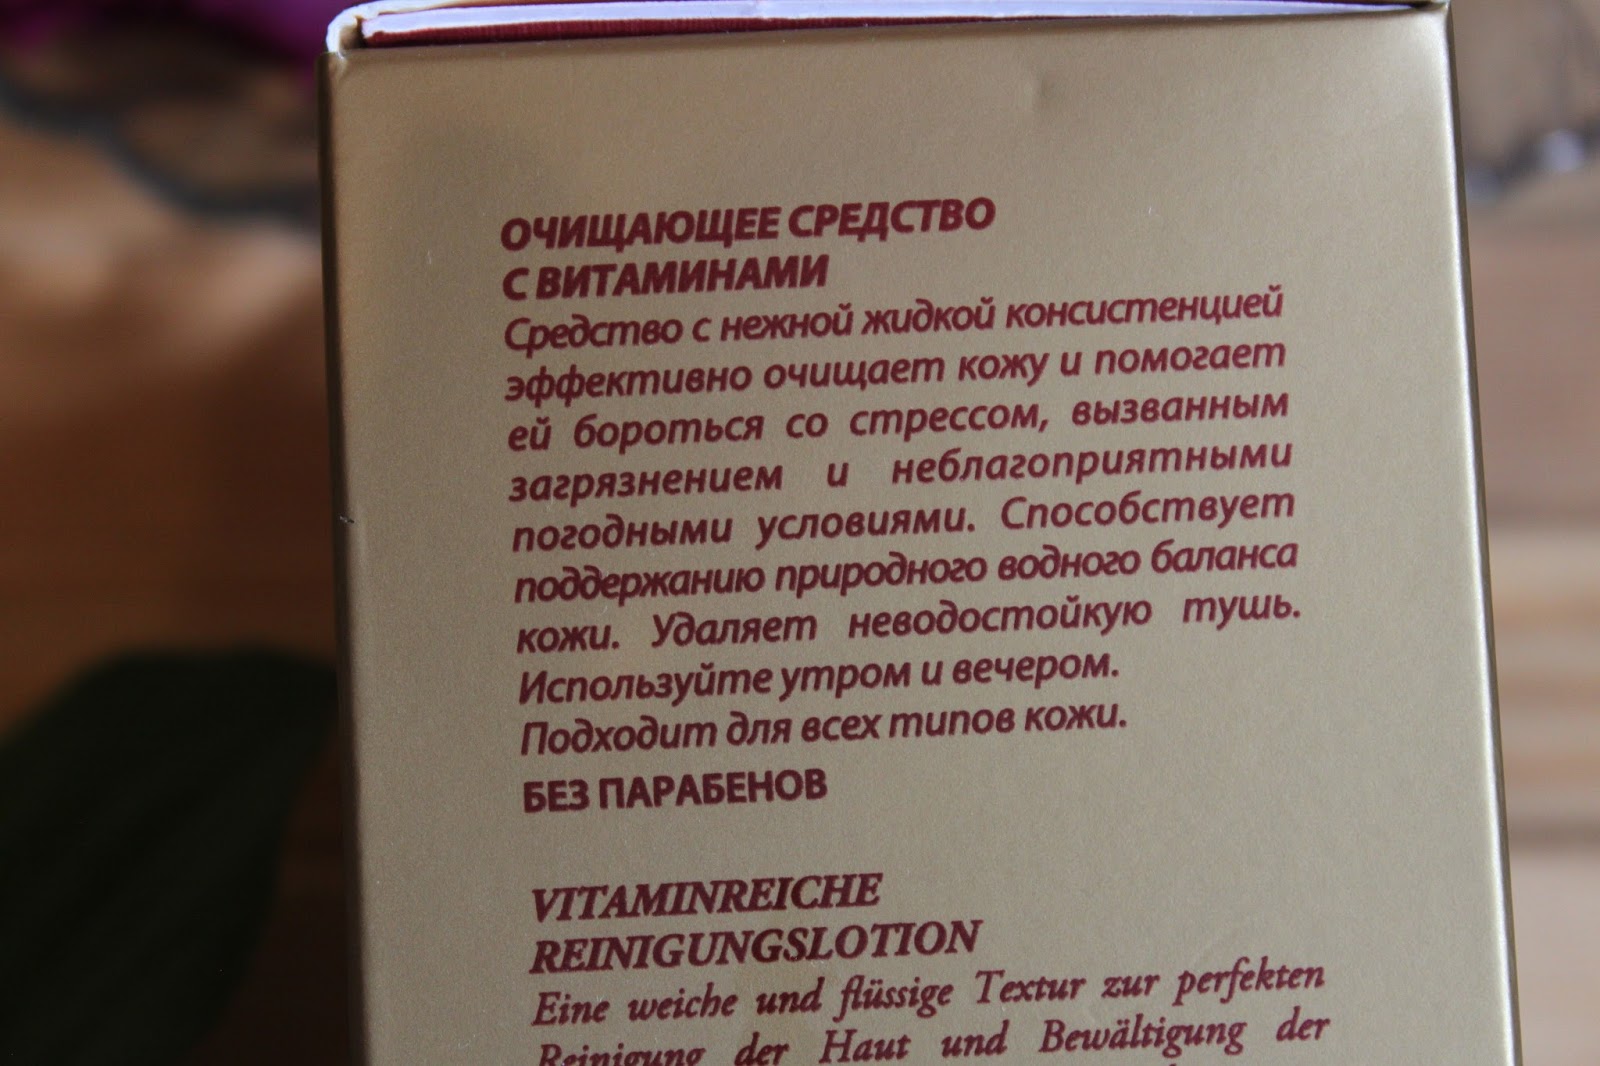 ОЧИЩАЮЩЕЕ СРЕДСТВО
С ВИТАМИНАМИ
Средство с нежной жидкой консистенцией
эффективно очищает кожу и помогает
ей бороться со стрессом, вызванным
загрязнением и неблагоприятными
погодными условиями. Способствует
поддержанию природного водного баланса
кожи. Удаляет неводостойкую тушь.
Используйте утром и вечером.
Подходит для всех типов кожи.
БЕЗ ПАРАБЕНОВ
VITAMINREICHE
REINIGUNGSLOTION
Eine weiche und flüssige Textur zur perfekten
Reinigung der Haut und Bewältigung der